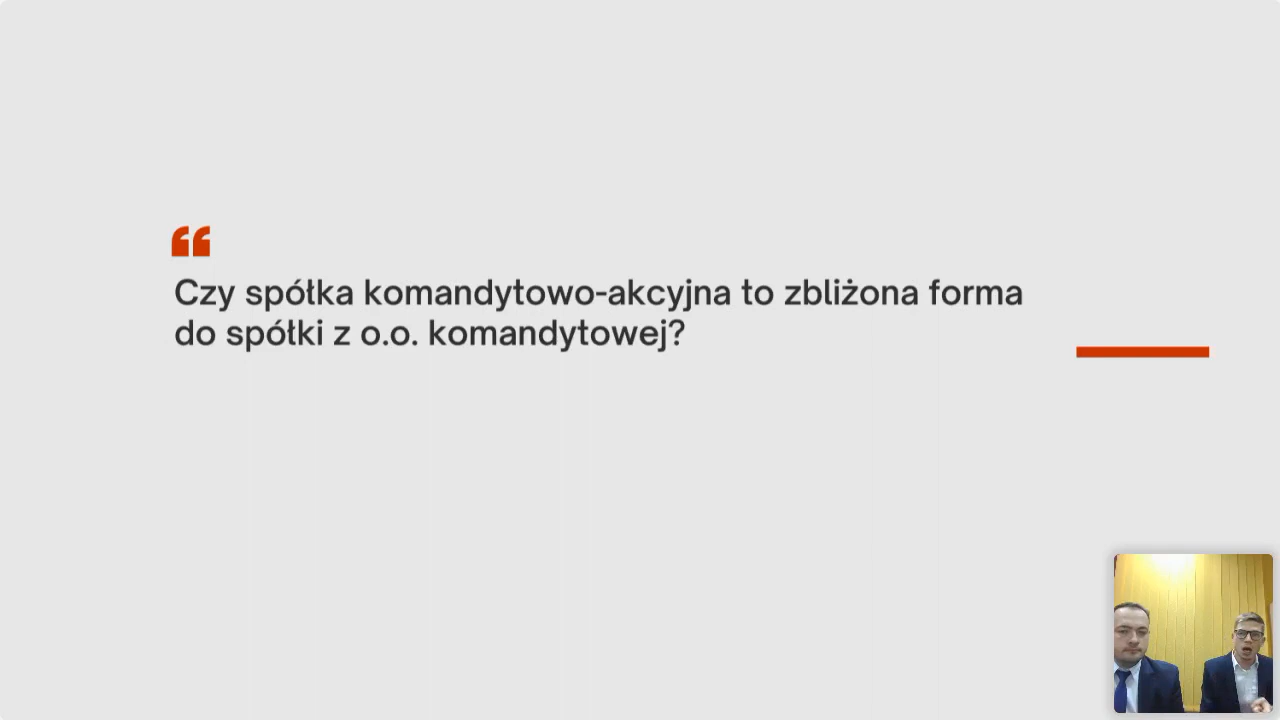 “
Czy spółka komandytowo-akcyjna to zbliżona forma
do spółki z o.o. komandytowej?